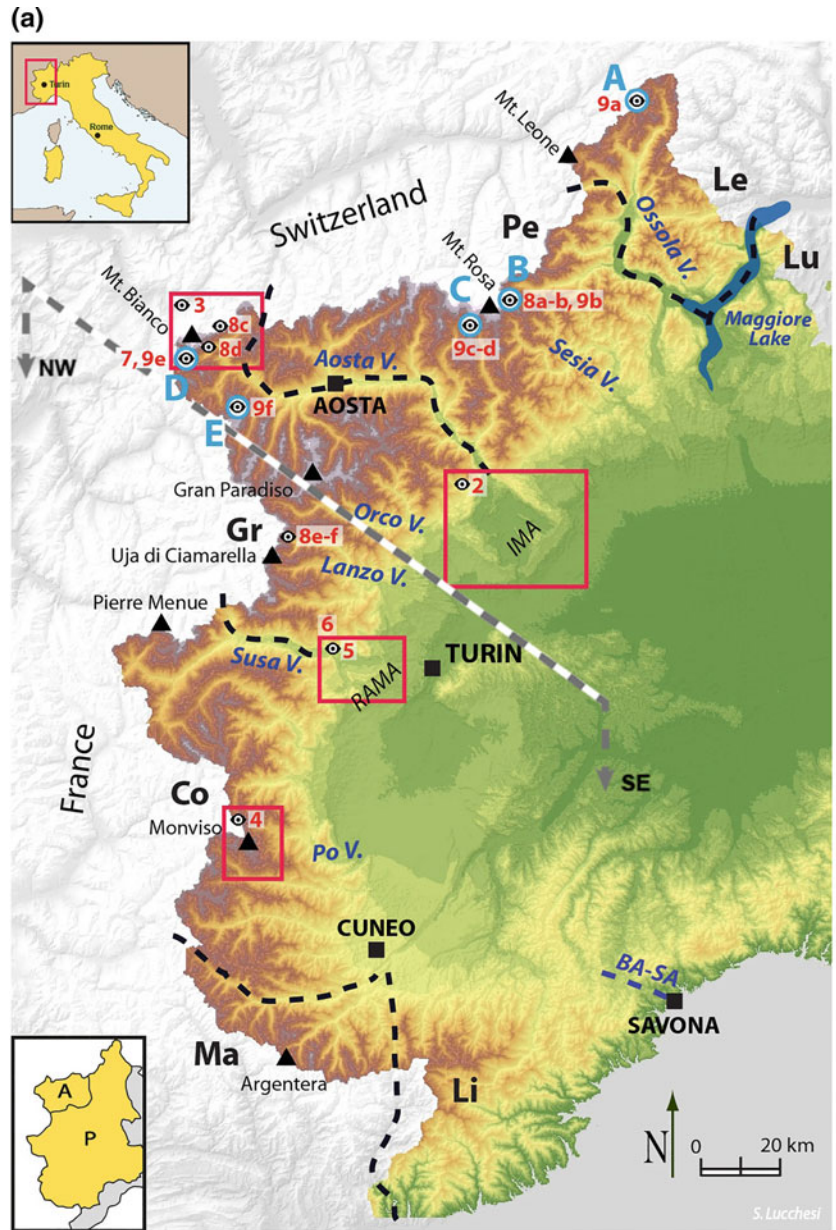 (a)
Turin
Rome
A
9a
Mt. Leone
Le
Switzerland
Pe
Ossola V.
Lu
Mt. Rosa
B
C
8a-b, 9b
Maggiore
Lake
Mt. Bianco
3
8c
8d
9c-d
Sesia V.
7, 9e
NW
D
Aosta V.
AOSTA
E
9f
Gran Paradiso
2
Orco V.
IMA
Gr
8e-f
Uja di Ciamarella
Lanzo V.
Pierre Menue
6
5
TURIN
Susa V.
RAMA
France
SE
Co
Monviso
4
Po V.
CUNEO
BA-SA
SAVONA
Ma
Argentera
Li
A
P
N
0
20 km
S. Lucchesi